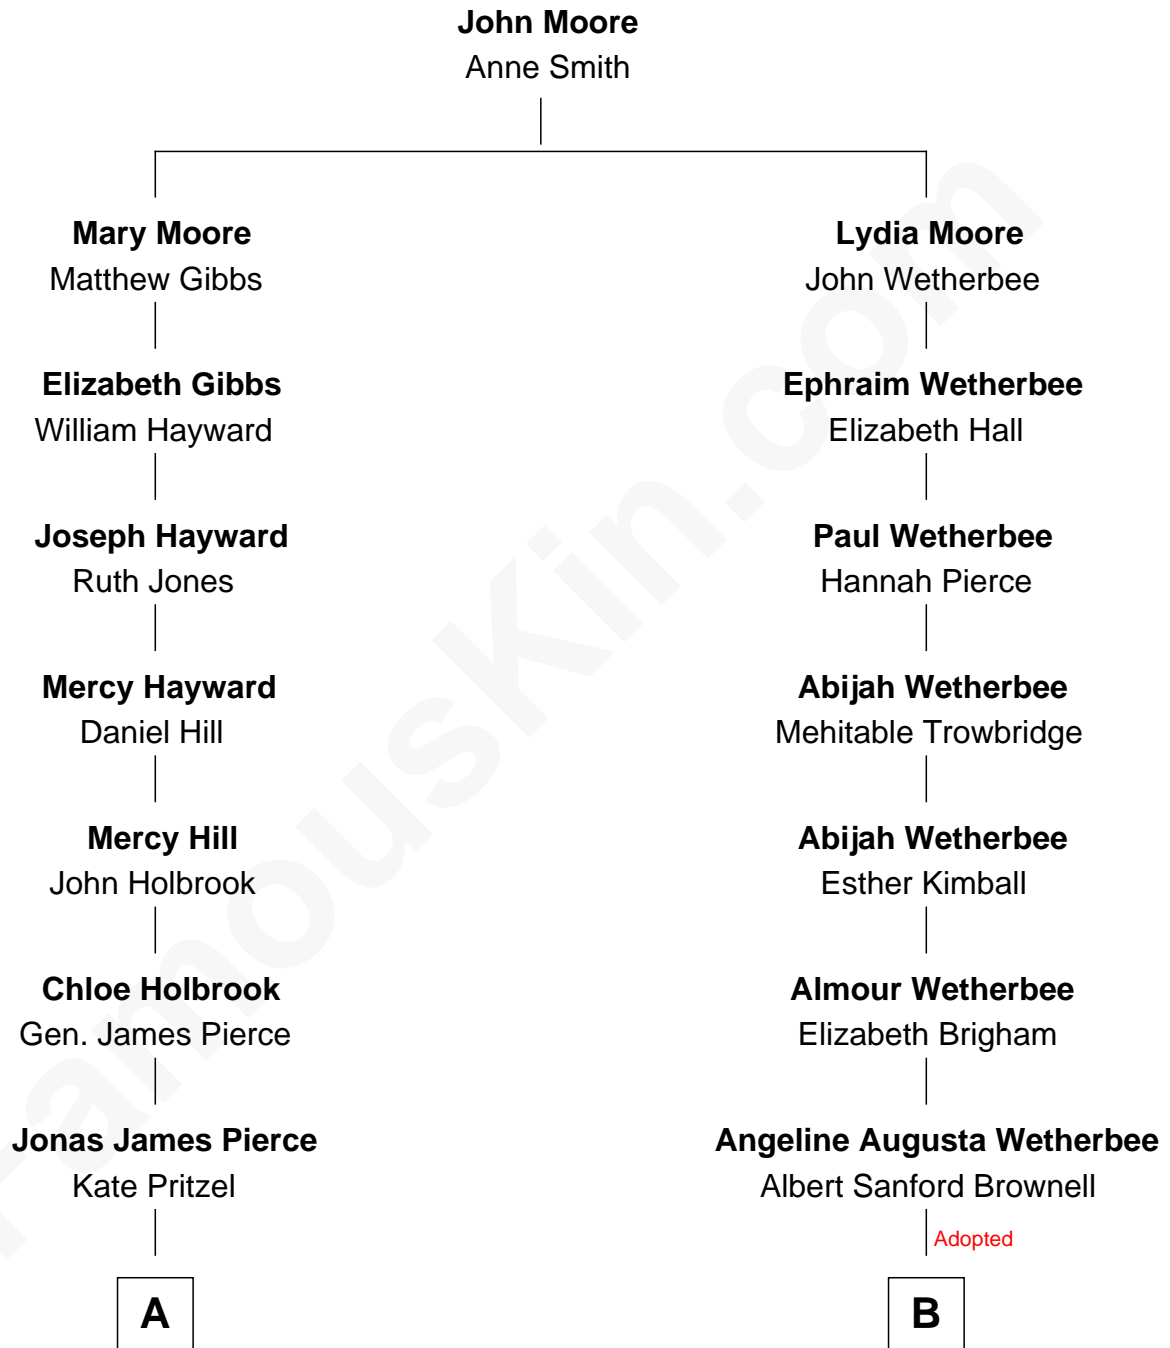 John Moore
Anne Smith
Mary Moore
Matthew Gibbs
Lydia Moore
John Wetherbee
Elizabeth Gibbs
William Hayward
Ephraim Wetherbee
Elizabeth Hall
Joseph Hayward
Ruth Jones
Paul Wetherbee
Hannah Pierce
Mercy Hayward
Daniel Hill
Abijah Wetherbee
Mehitable Trowbridge
Mercy Hill
John Holbrook
Abijah Wetherbee
Esther Kimball
Chloe Holbrook
Gen. James Pierce
Almour Wetherbee
Elizabeth Brigham
Jonas James Pierce
Kate Pritzel
Angeline Augusta Wetherbee
Albert Sanford Brownell
Adopted
A
B
FamousKin.com